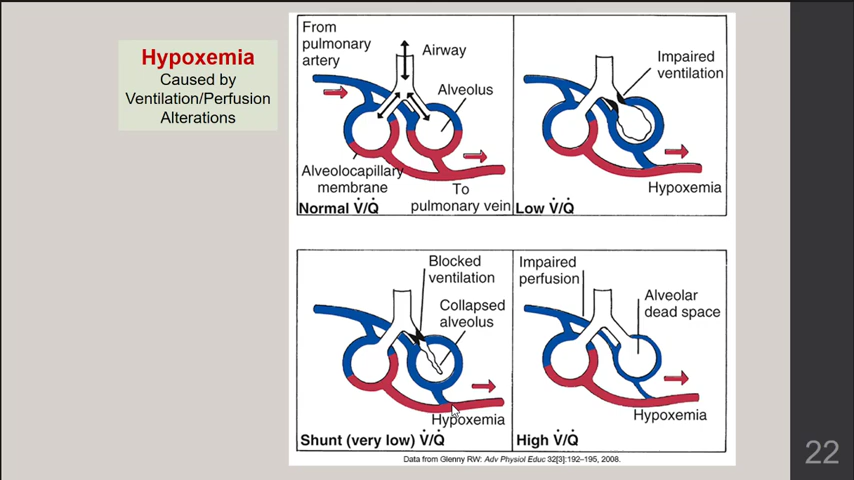 Hypoxemia
Caused by
Ventilation/Perfusion
Alterations
From
pulmonary
artery
Airway
Alveolus
Alveolocapillary
membrane
To
pulmonary vein
Normal V̇/Q̇
Impaired
ventilation
Hypoxemia
Low V̇/Q̇
Blocked
ventilation
Collapsed
alveolus
Hypoxemia
Shunt (very low) V̇/Q̇
Impaired
perfusion
Alveolar
dead space
Hypoxemia
High V̇/Q̇
Data from Glenny RW: Adv Physiol Educ 32[3]:192–195, 2008.
22